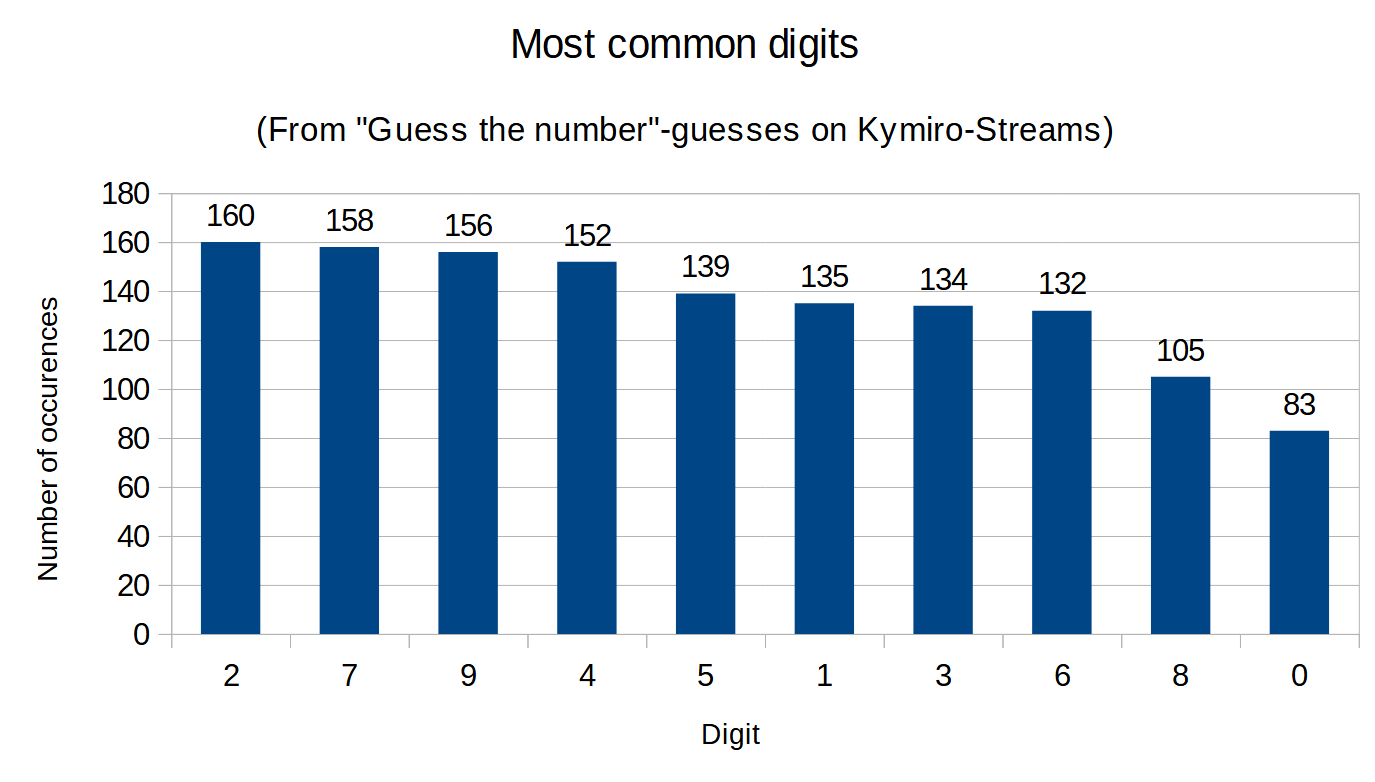 Most common digits
(From "Guess the number"-guesses on Kymiro-Streams)
Number of occurences
180
160
140
120
100
80
60
40
20
0
160 158 156 152 139 135 134 132 105 83
2 7 9 4 5 1 3 6 8 0
Digit